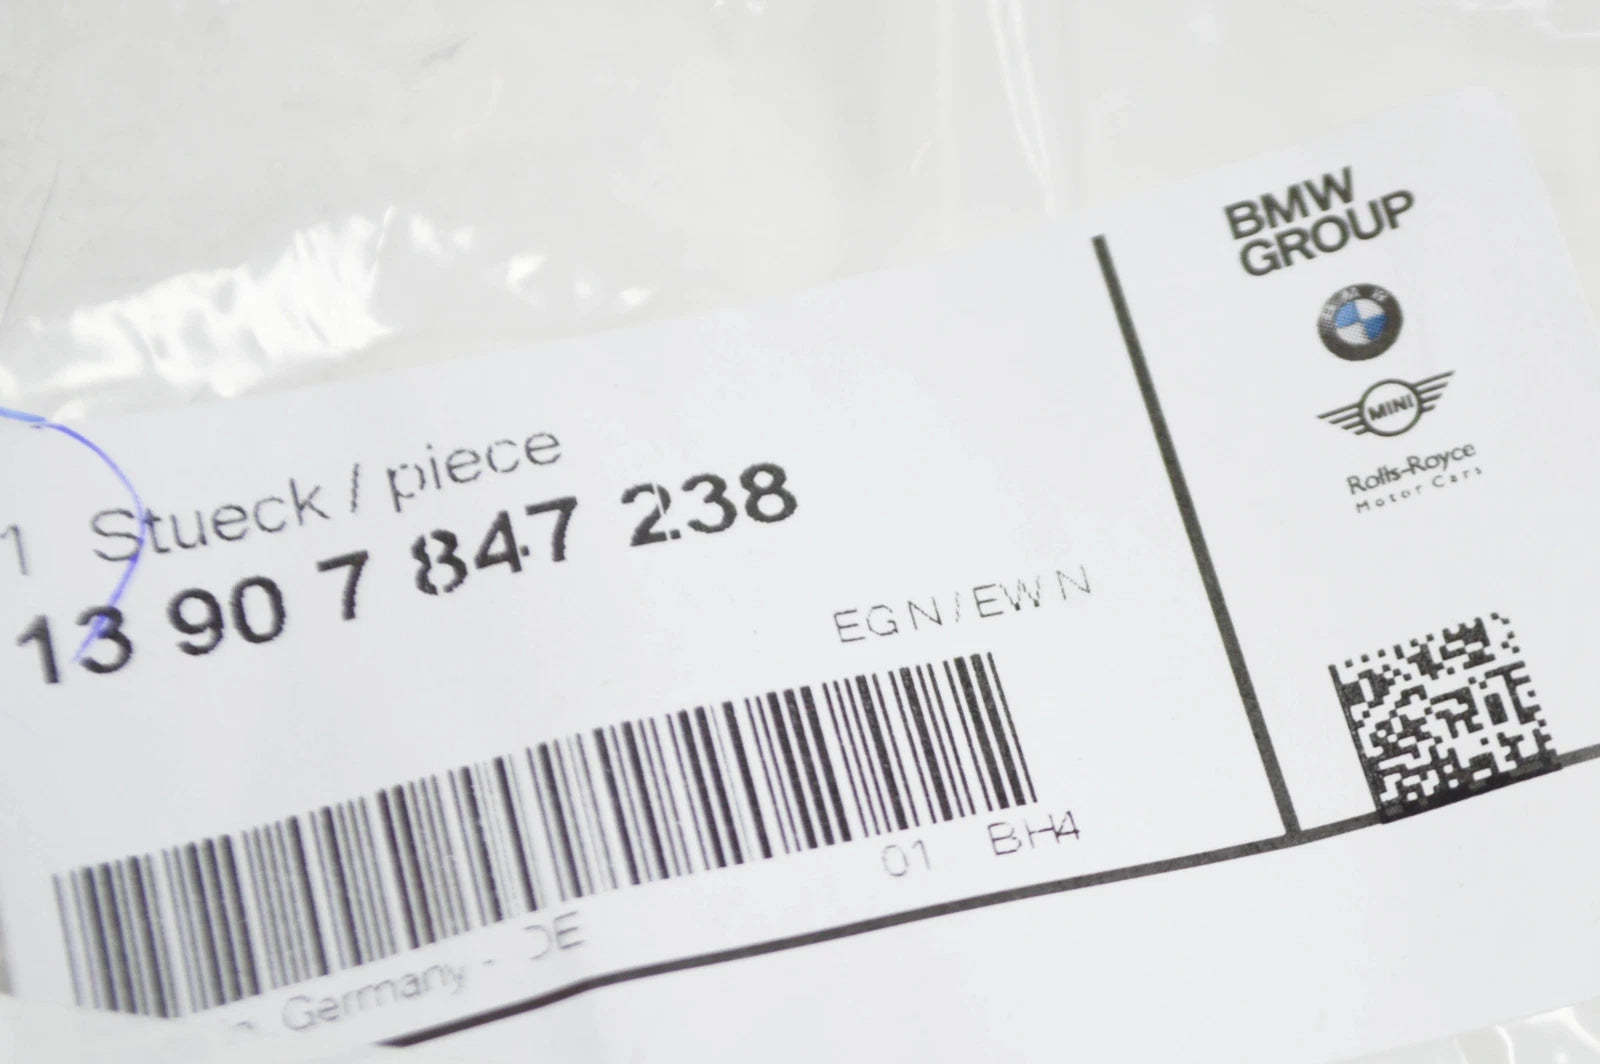 BMW
GROUP
MINI
Rolls-Royce
Motor Cars
1 Stueck / piece
13 90 7 847 238
EGN/EWN
01 BH4
Germany - DE